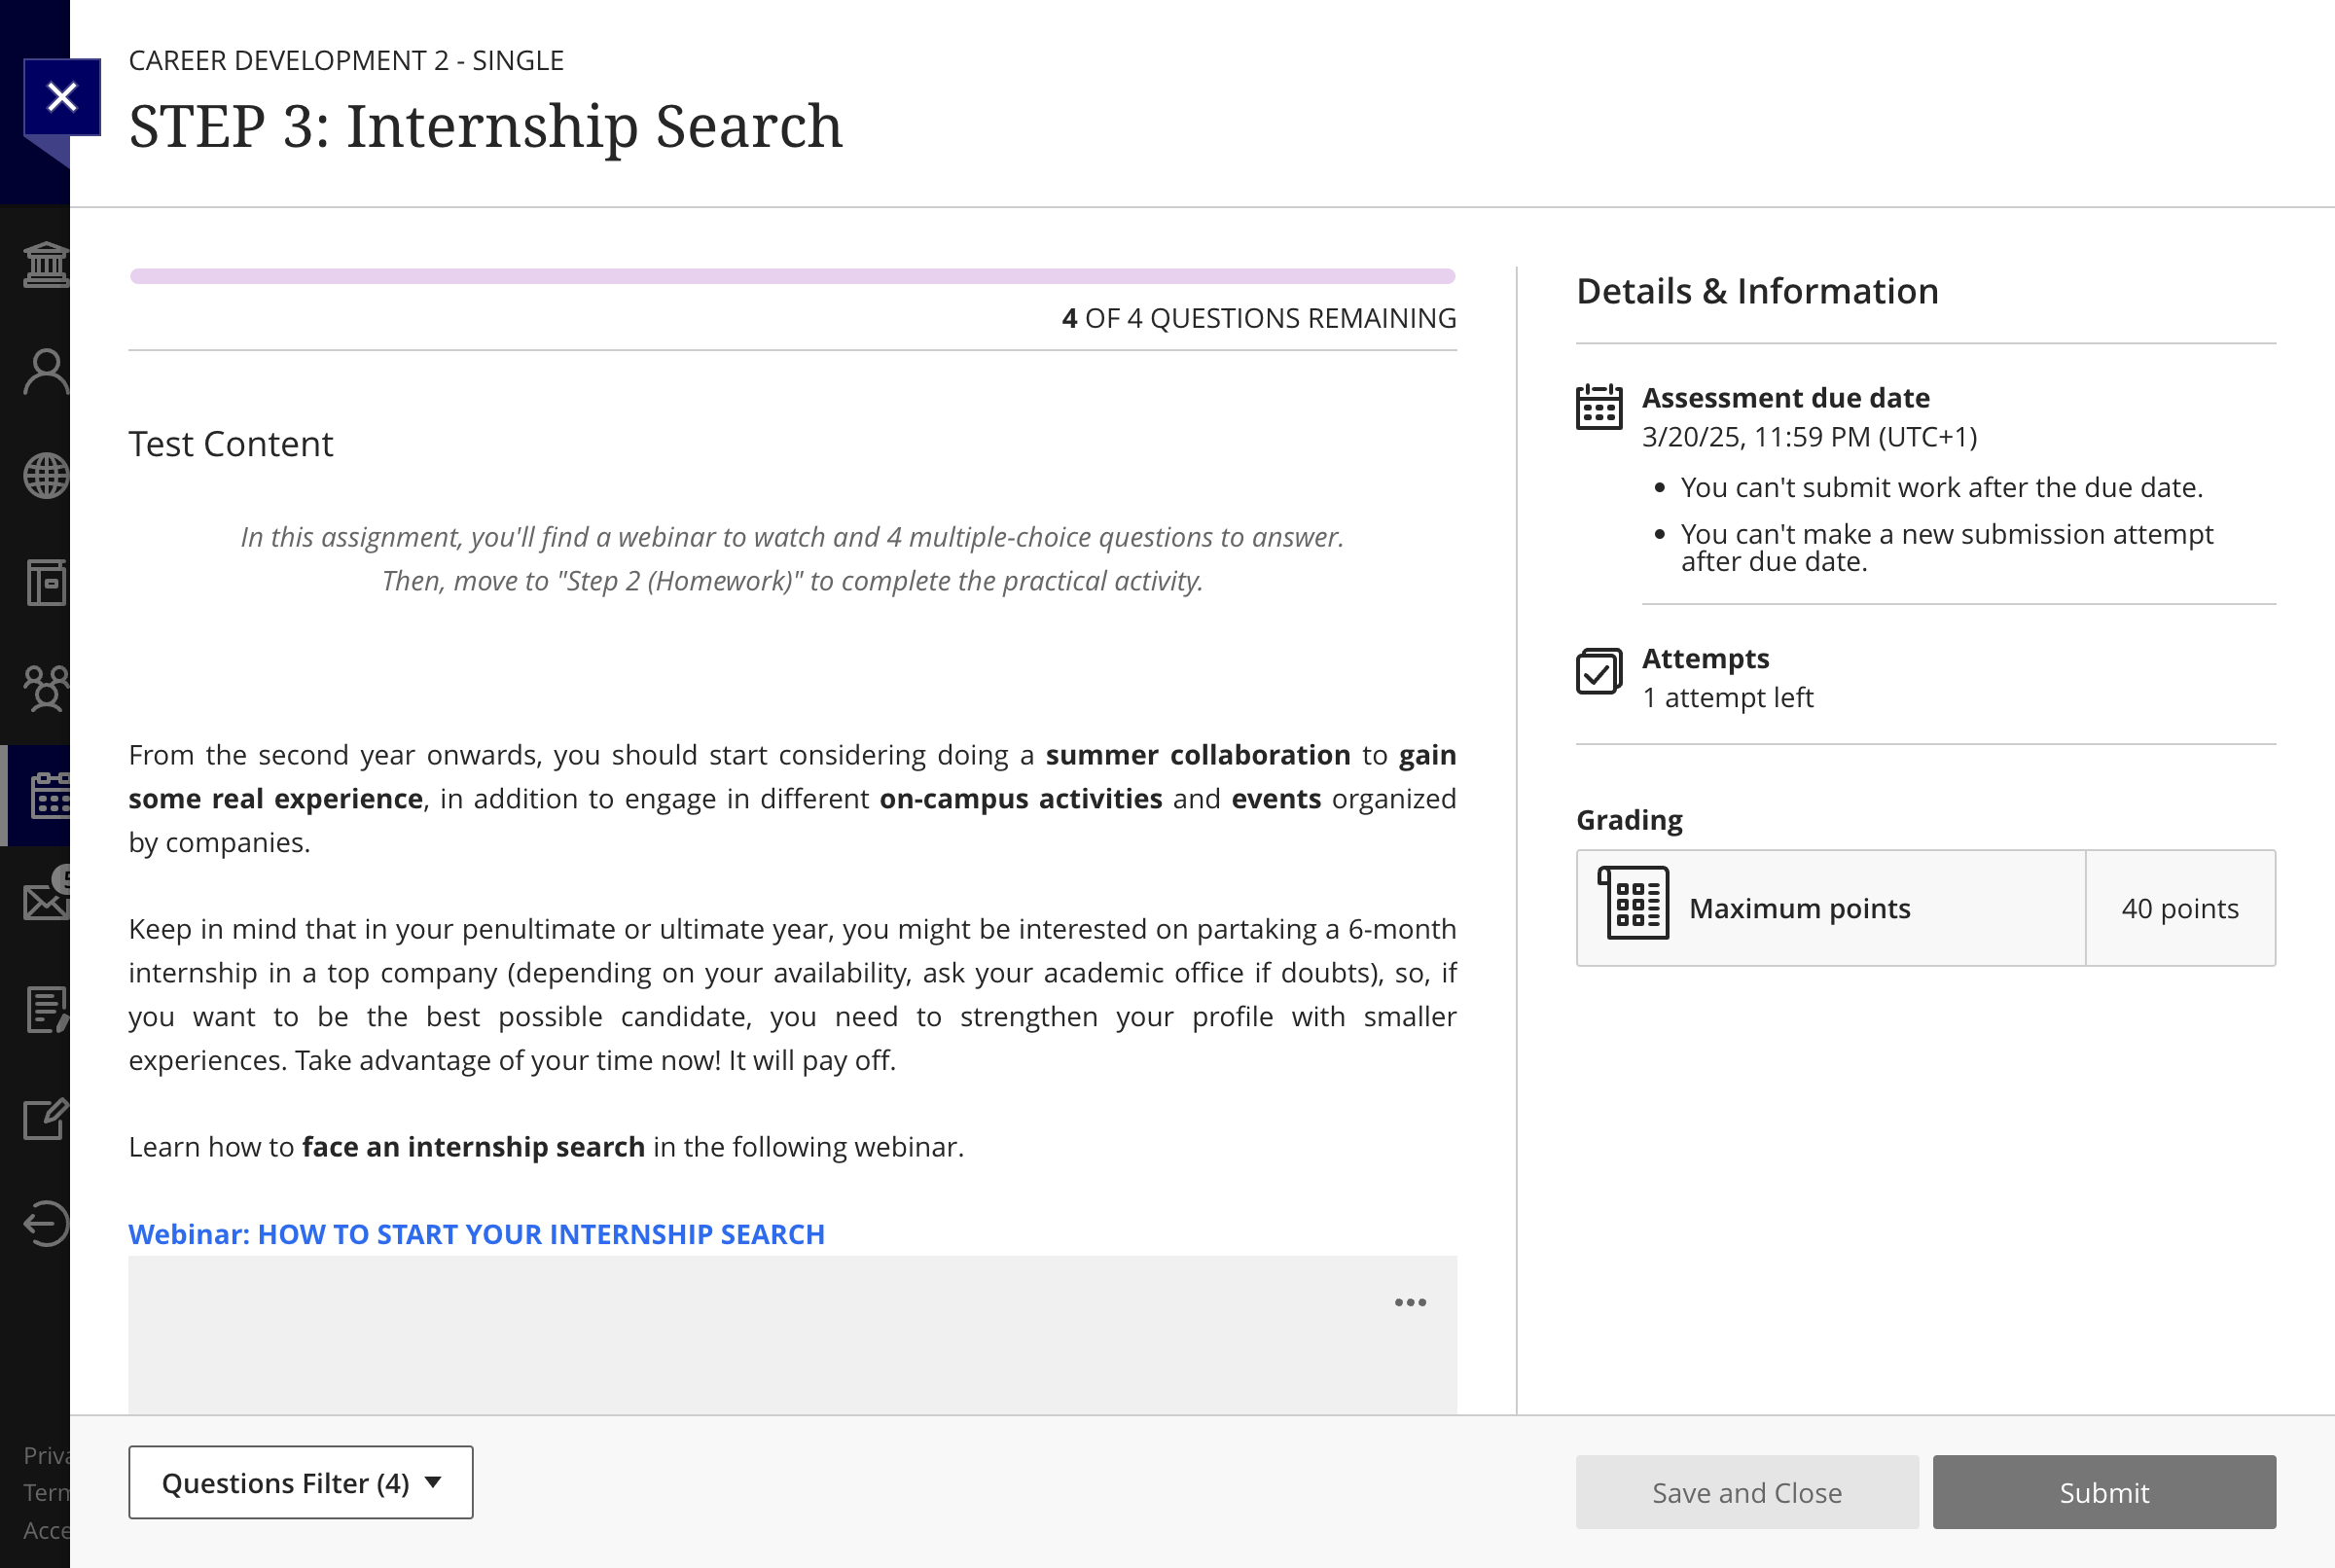 CAREER DEVELOPMENT 2 - SINGLE
STEP 3: Internship Search
4 OF 4 QUESTIONS REMAINING
Test Content
In this assignment, you'll find a webinar to watch and 4 multiple-choice questions to answer.
Then, move to "Step 2 (Homework)" to complete the practical activity.
From the second year onwards, you should start considering doing a summer collaboration to gain
some real experience, in addition to engage in different on-campus activities and events organized
by companies.
Keep in mind that in your penultimate or ultimate year, you might be interested on partaking a 6-month
internship in a top company (depending on your availability, ask your academic office if doubts), so, if
you want to be the best possible candidate, you need to strengthen your profile with smaller
experiences. Take advantage of your time now! It will pay off.
Learn how to face an internship search in the following webinar.
Webinar: HOW TO START YOUR INTERNSHIP SEARCH
Details & Information
Assessment due date
3/20/25, 11:59 PM (UTC+1)
• You can't submit work after the due date.
• You can't make a new submission attempt
after due date.
Attempts
1 attempt left
Grading
Maximum points
40 points
Priva
Term
Acce
Questions Filter (4)
Save and Close
Submit